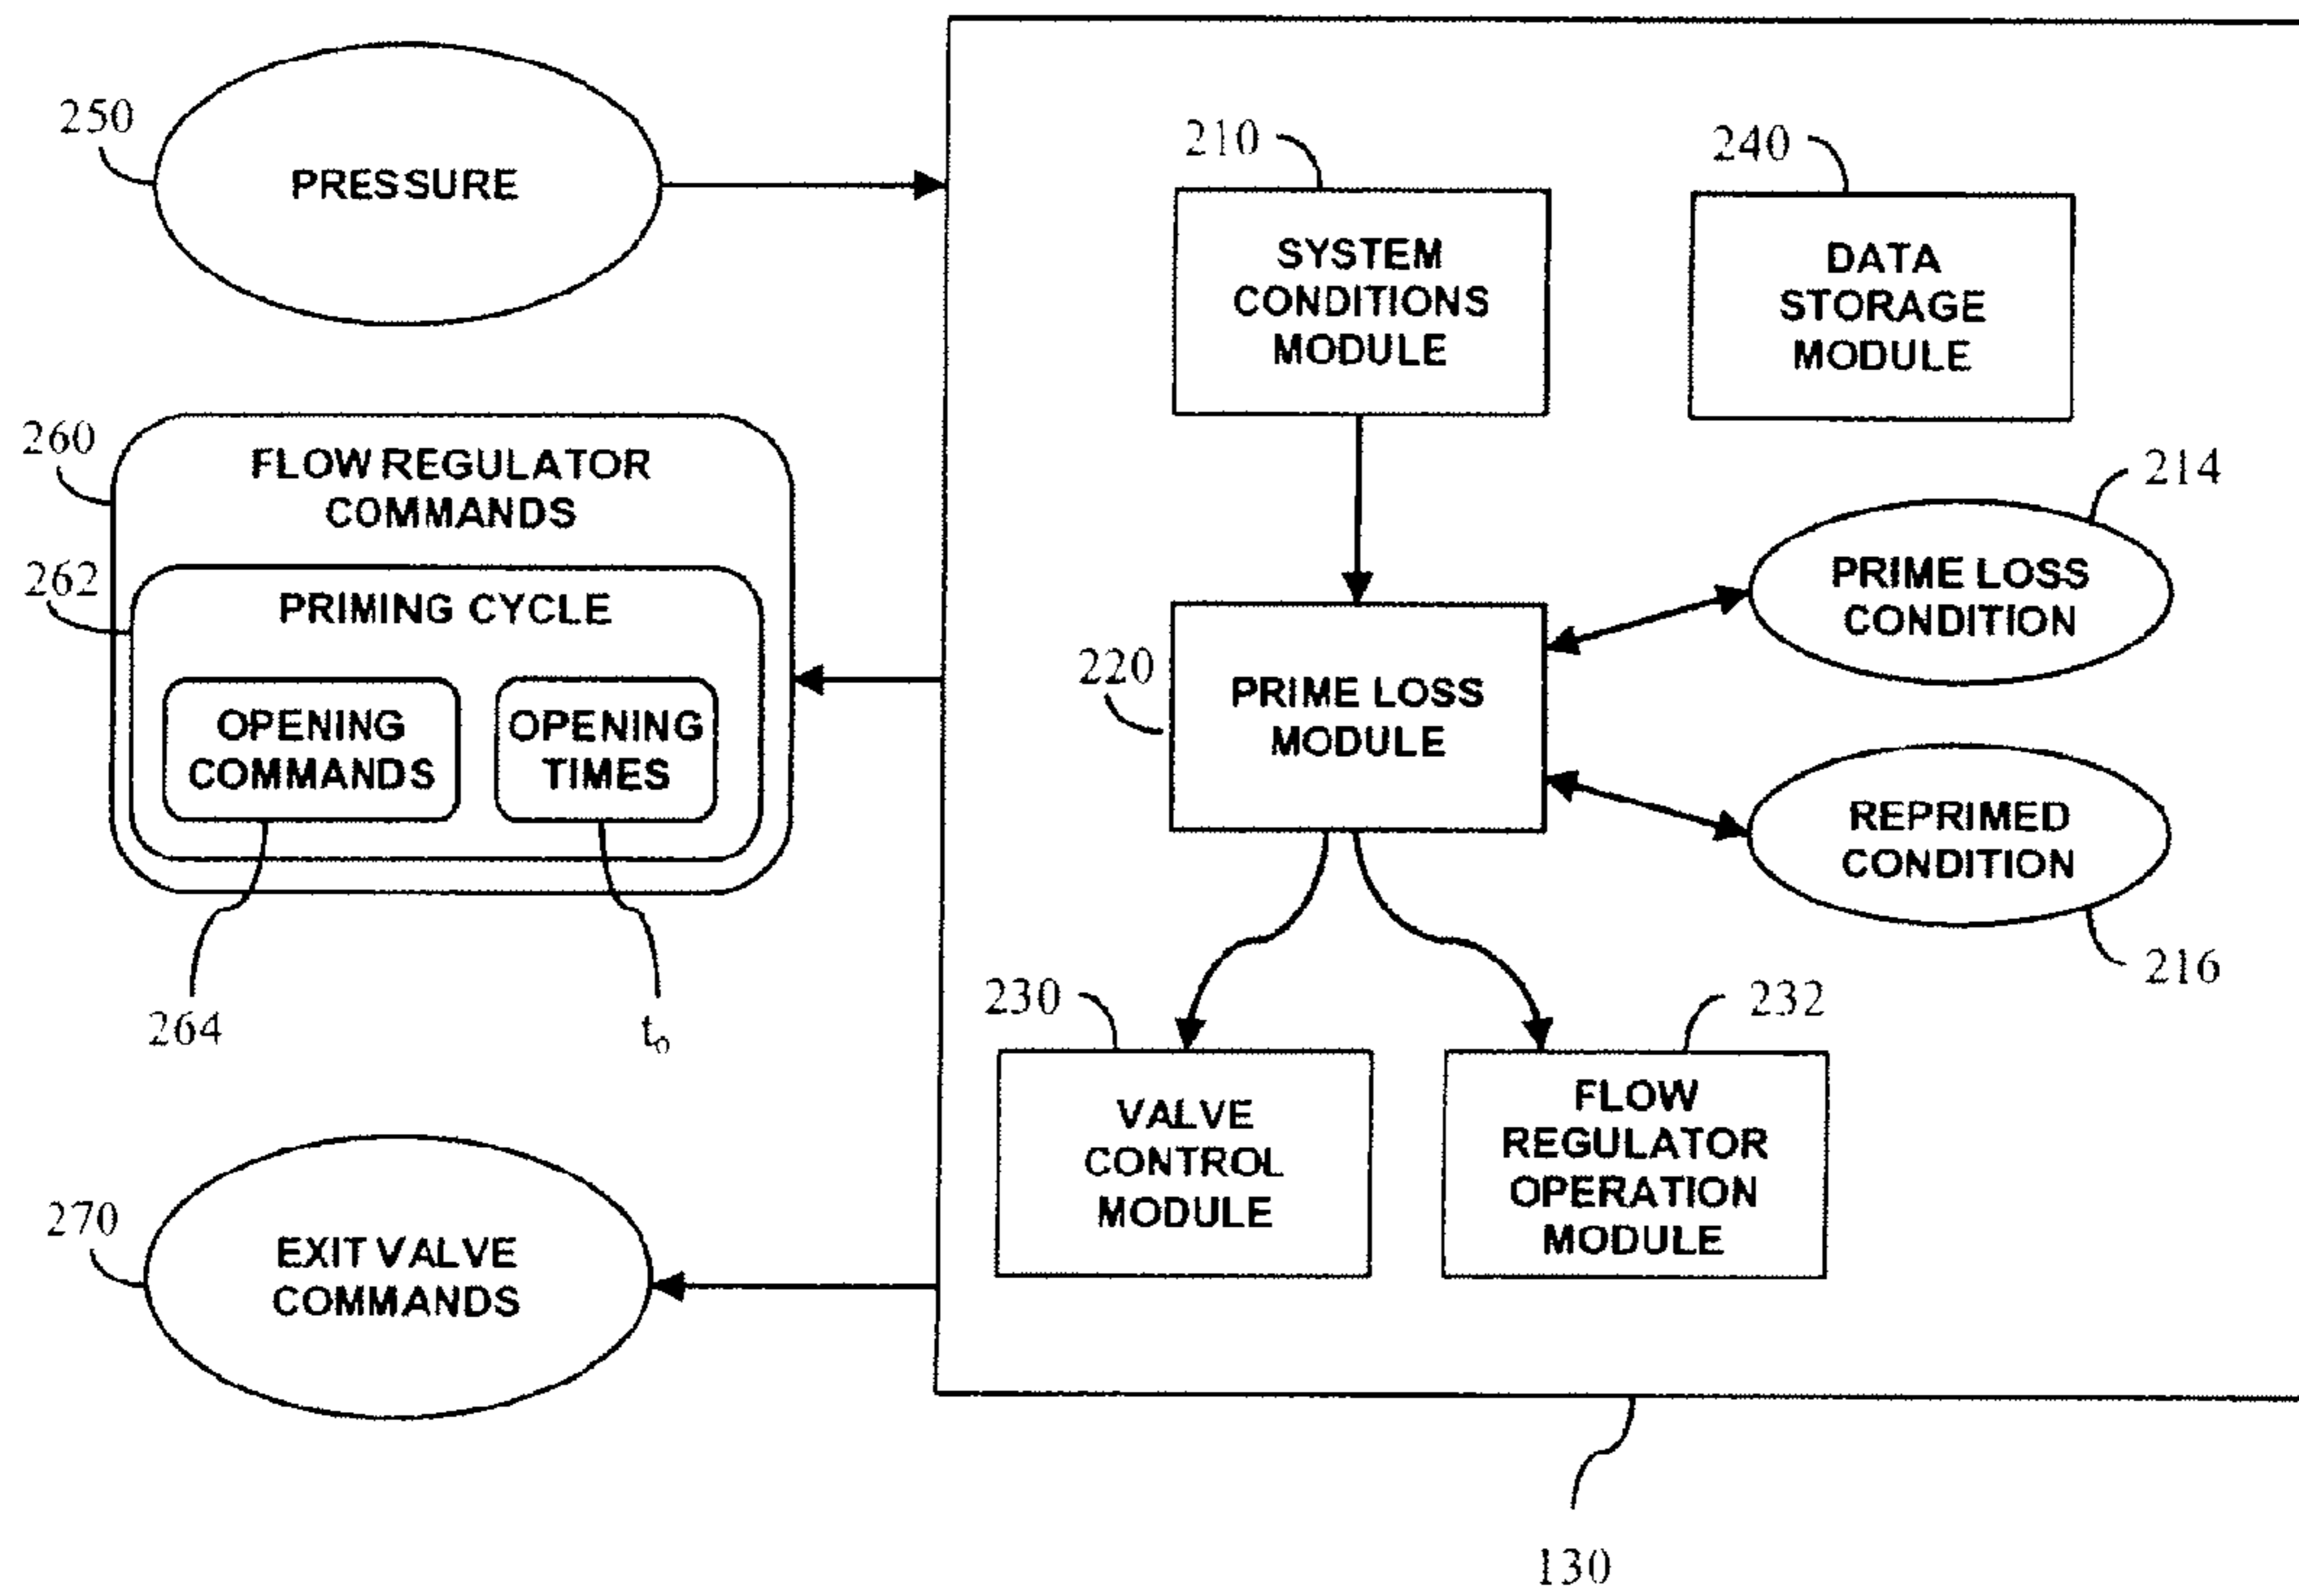 250
PRESSURE
210
SYSTEM
CONDITIONS
MODULE
240
DATA
STORAGE
MODULE
260
FLOW REGULATOR
COMMANDS
262
PRIMING CYCLE
OPENING
COMMANDS
OPENING
TIMES
264
t₀
214
PRIME LOSS
CONDITION
220
PRIME LOSS
MODULE
REPRIMED
CONDITION
216
230
VALVE
CONTROL
MODULE
232
FLOW
REGULATOR
OPERATION
MODULE
270
EXIT VALVE
COMMANDS
130